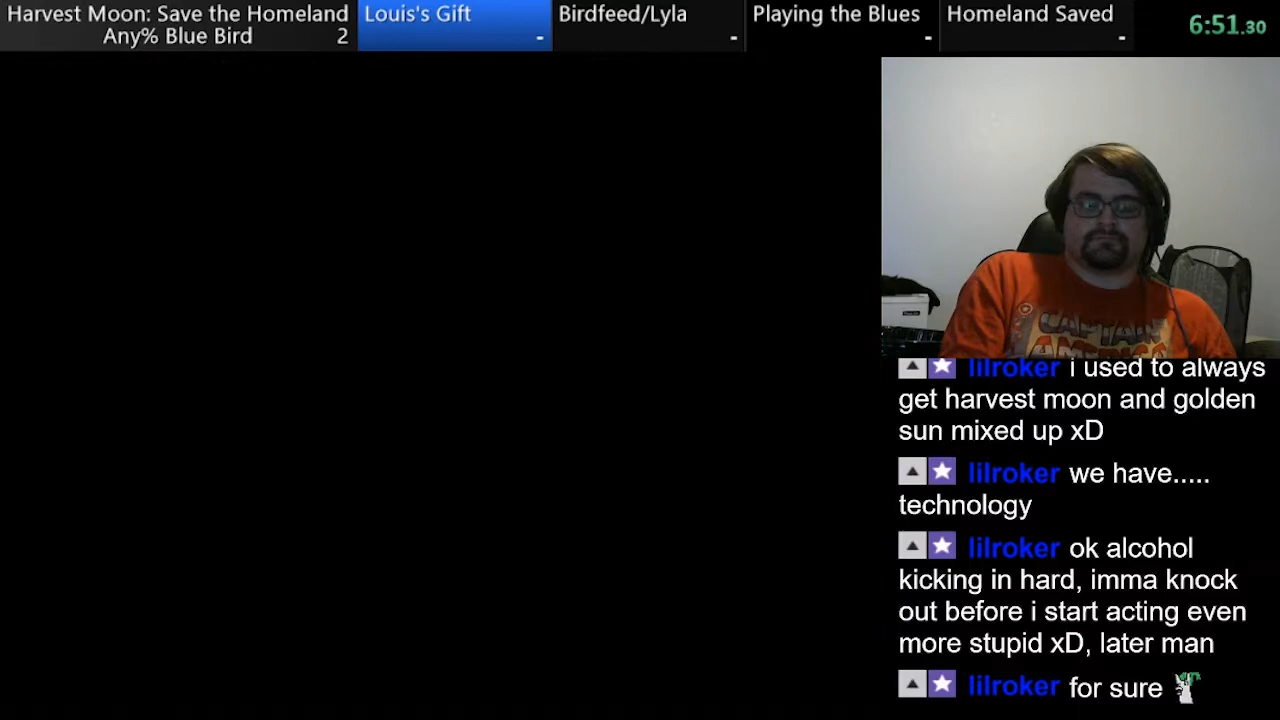 Harvest Moon: Save the Homeland
Any% Blue Bird 2
Louis's Gift
-
Birdfeed/Lyla
-
Playing the Blues
-
Homeland Saved
-
6:51.30
CAPTAIN
AMERICA
lilroker i used to always
get harvest moon and golden
sun mixed up xD
lilroker we have.....
technology
lilroker ok alcohol
kicking in hard, imma knock
out before i start acting even
more stupid xD, later man
lilroker for sure